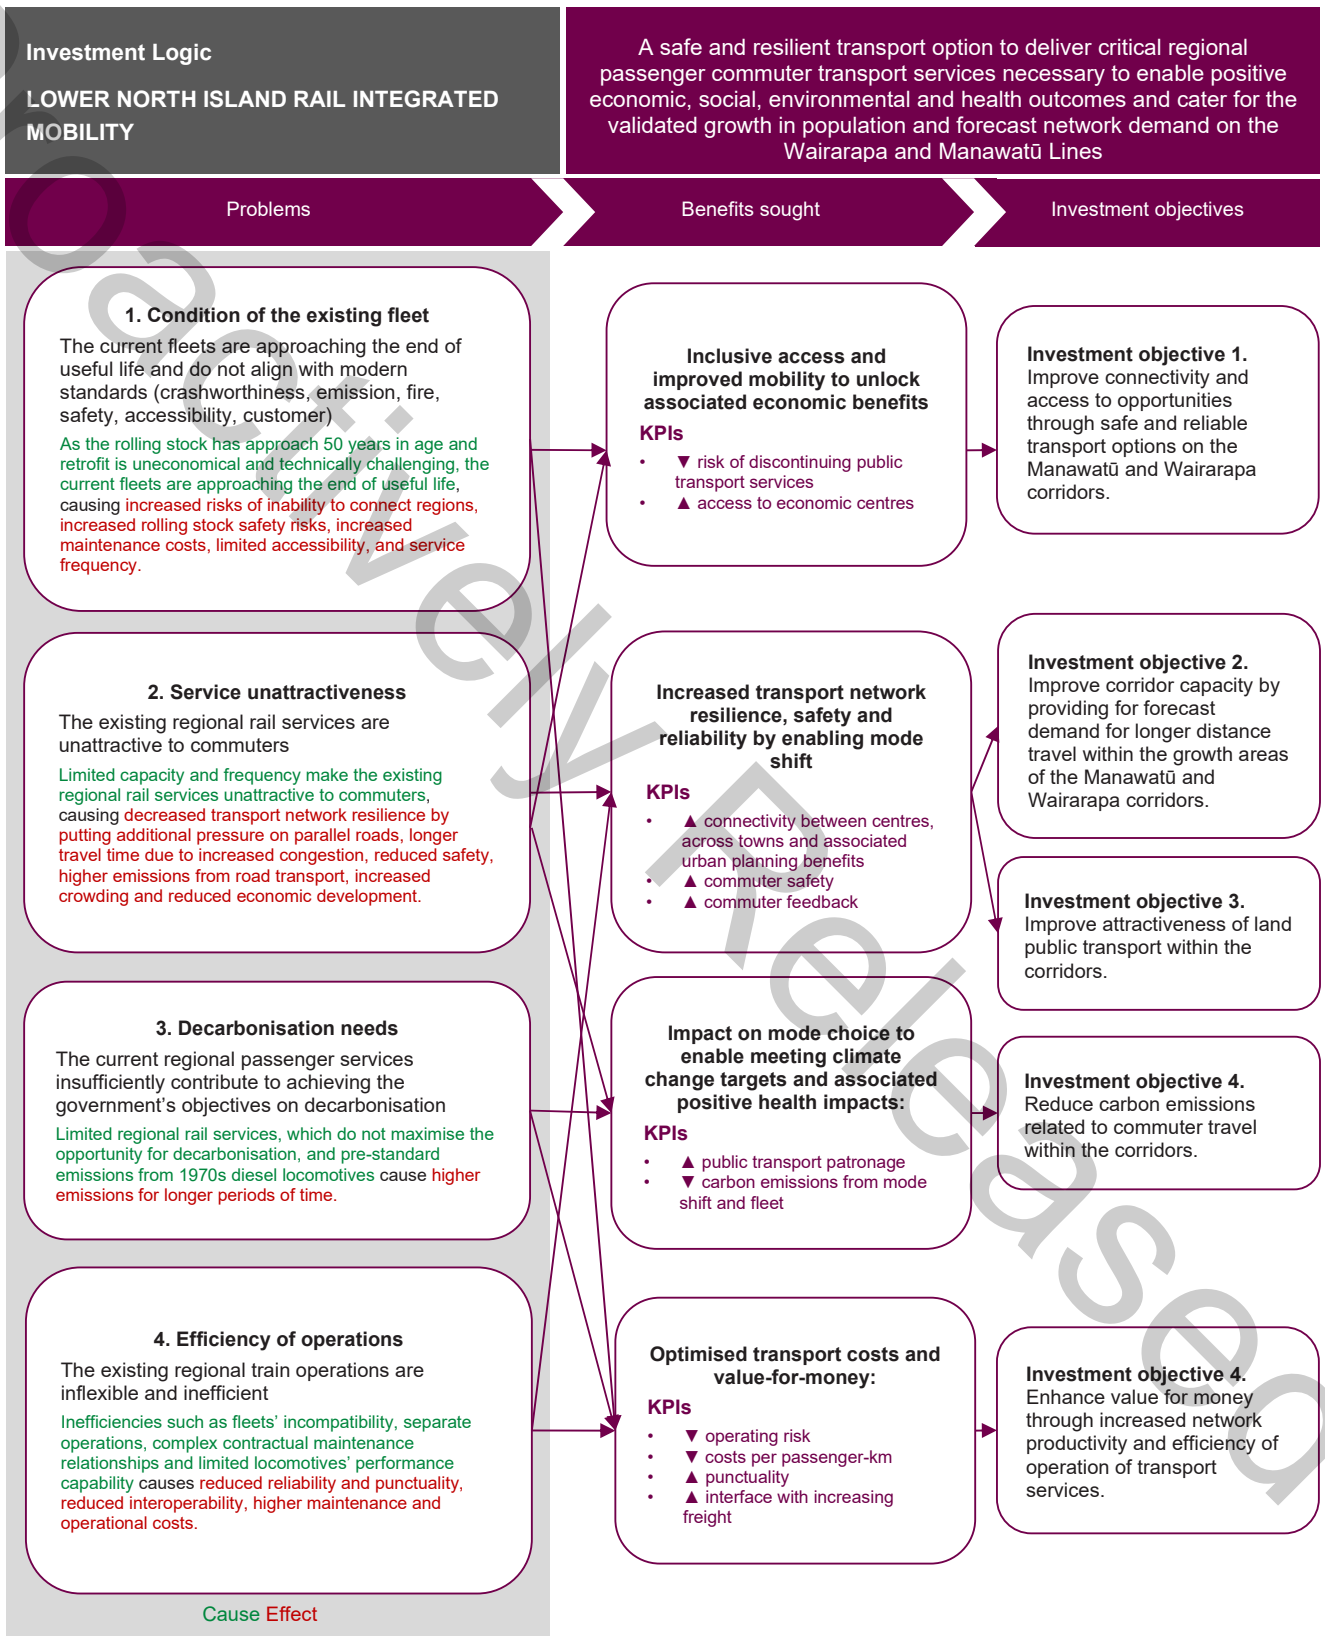 Investment Logic
LOWER NORTH ISLAND RAIL INTEGRATED
MOBILITY
A safe and resilient transport option to deliver critical regional
passenger commuter transport services necessary to enable positive
economic, social, environmental and health outcomes and cater for the
validated growth in population and forecast network demand on the
Wairarapa and Manawatū Lines
Problems
Benefits sought
Investment objectives
1. Condition of the existing fleet
The current fleets are approaching the end of
useful life and do not align with modern
standards (crashworthiness, emission, fire,
safety, accessibility, customer)
As the rolling stock has approach 50 years in age and
retrofit is uneconomical and technically challenging, the
current fleets are approaching the end of useful life,
causing increased risks of inability to connect regions,
increased rolling stock safety risks, increased
maintenance costs, limited accessibility, and service
frequency.
2. Service unattractiveness
The existing regional rail services are
unattractive to commuters
Limited capacity and frequency make the existing
regional rail services unattractive to commuters,
causing decreased transport network resilience by
putting additional pressure on parallel roads, longer
travel time due to increased congestion, reduced safety,
higher emissions from road transport, increased
crowding and reduced economic development.
3. Decarbonisation needs
The current regional passenger services
insufficiently contribute to achieving the
government's objectives on decarbonisation
Limited regional rail services, which do not maximise the
opportunity for decarbonisation, and pre-standard
emissions from 1970s diesel locomotives cause higher
emissions for longer periods of time.
4. Efficiency of operations
The existing regional train operations are
inflexible and inefficient
Inefficiencies such as fleets' incompatibility, separate
operations, complex contractual maintenance
relationships and limited locomotives' performance
capability causes reduced reliability and punctuality,
reduced interoperability, higher maintenance and
operational costs.
Cause Effect
Inclusive access and
improved mobility to unlock
associated economic benefits
KPIs
• ▼ risk of discontinuing public
transport services
• ▲ access to economic centres
Increased transport network
resilience, safety and
reliability by enabling mode
shift
KPIs
• ▲ connectivity between centres,
across towns and associated
urban planning benefits
• ▲ commuter safety
• ▲ commuter feedback
Impact on mode choice to
enable meeting climate
change targets and associated
positive health impacts:
KPIs
• ▲ public transport patronage
• ▼ carbon emissions from mode
shift and fleet
Optimised transport costs and
value-for-money:
KPIs
• ▼ operating risk
• ▼ costs per passenger-km
• ▲ punctuality
• ▲ interface with increasing
freight
Investment objective 1.
Improve connectivity and
access to opportunities
through safe and reliable
transport options on the
Manawatū and Wairarapa
corridors.
Investment objective 2.
Improve corridor capacity by
providing for forecast
demand for longer distance
travel within the growth areas
of the Manawatū and
Wairarapa corridors.
Investment objective 3.
Improve attractiveness of land
public transport within the
corridors.
Investment objective 4.
Reduce carbon emissions
related to commuter travel
within the corridors.
Investment objective 4.
Enhance value for money
through increased network
productivity and efficiency of
operation of transport
services.
oactively Released